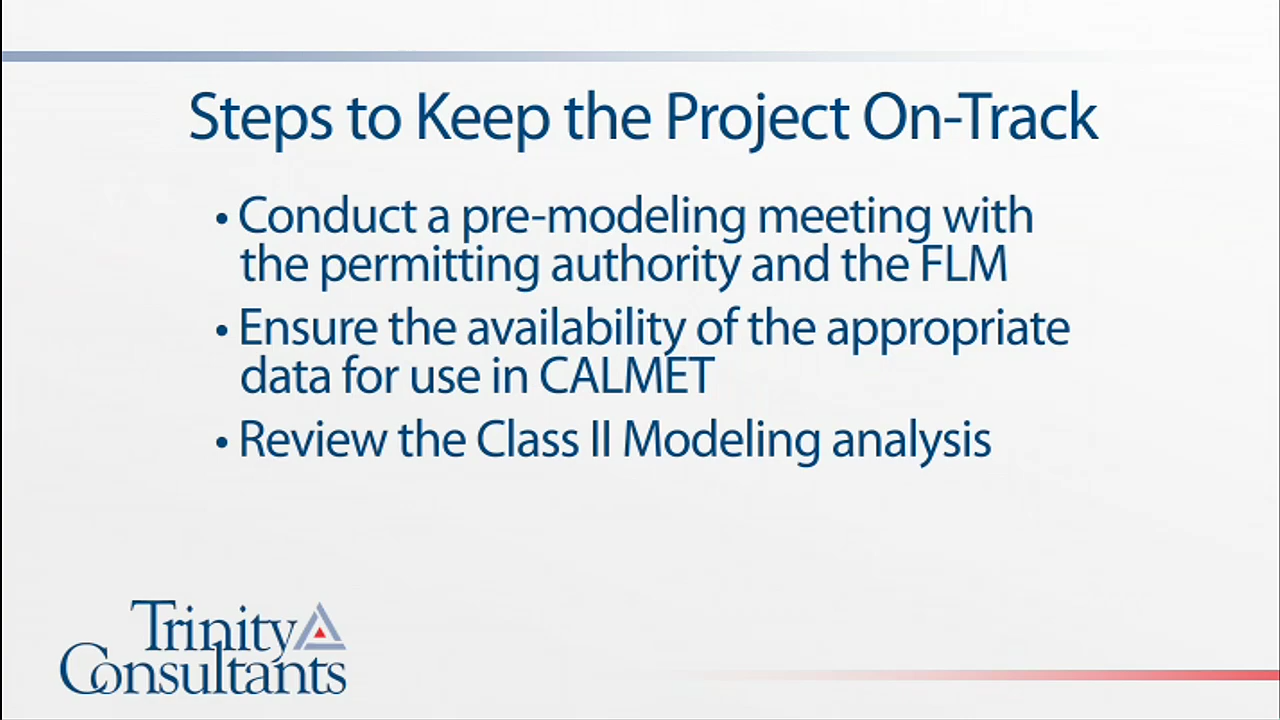 Steps to Keep the Project On-Track
• Conduct a pre-modeling meeting with
the permitting authority and the FLM
• Ensure the availability of the appropriate
data for use in CALMET
• Review the Class II Modeling analysis
Trinity
Consultants